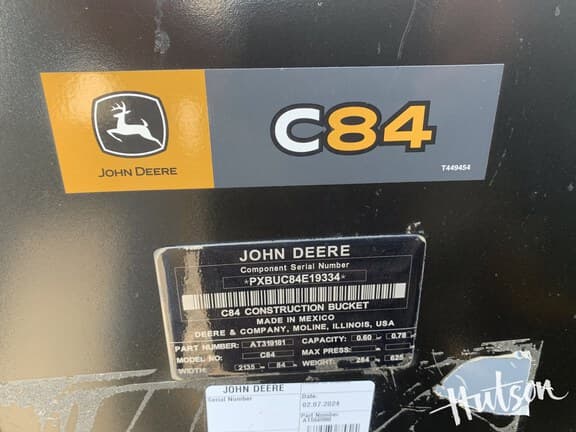 JOHN DEERE
C84
T449454
JOHN DEERE
Component Serial Number
*PXBUC84E19334*
C84 CONSTRUCTION BUCKET
MADE IN MEXICO
DEERE & COMPANY, MOLINE, ILLINOIS, USA
PART NUMBER: AT319181 CAPACITY: 0.60 0.78
MODEL NO: C84 MAX PRESS: -
WIDTH: 2135 84 WEIGHT: 284 625
JOHN DEERE
Serial Number Date:
02.07.2024
Part Number
Hutson